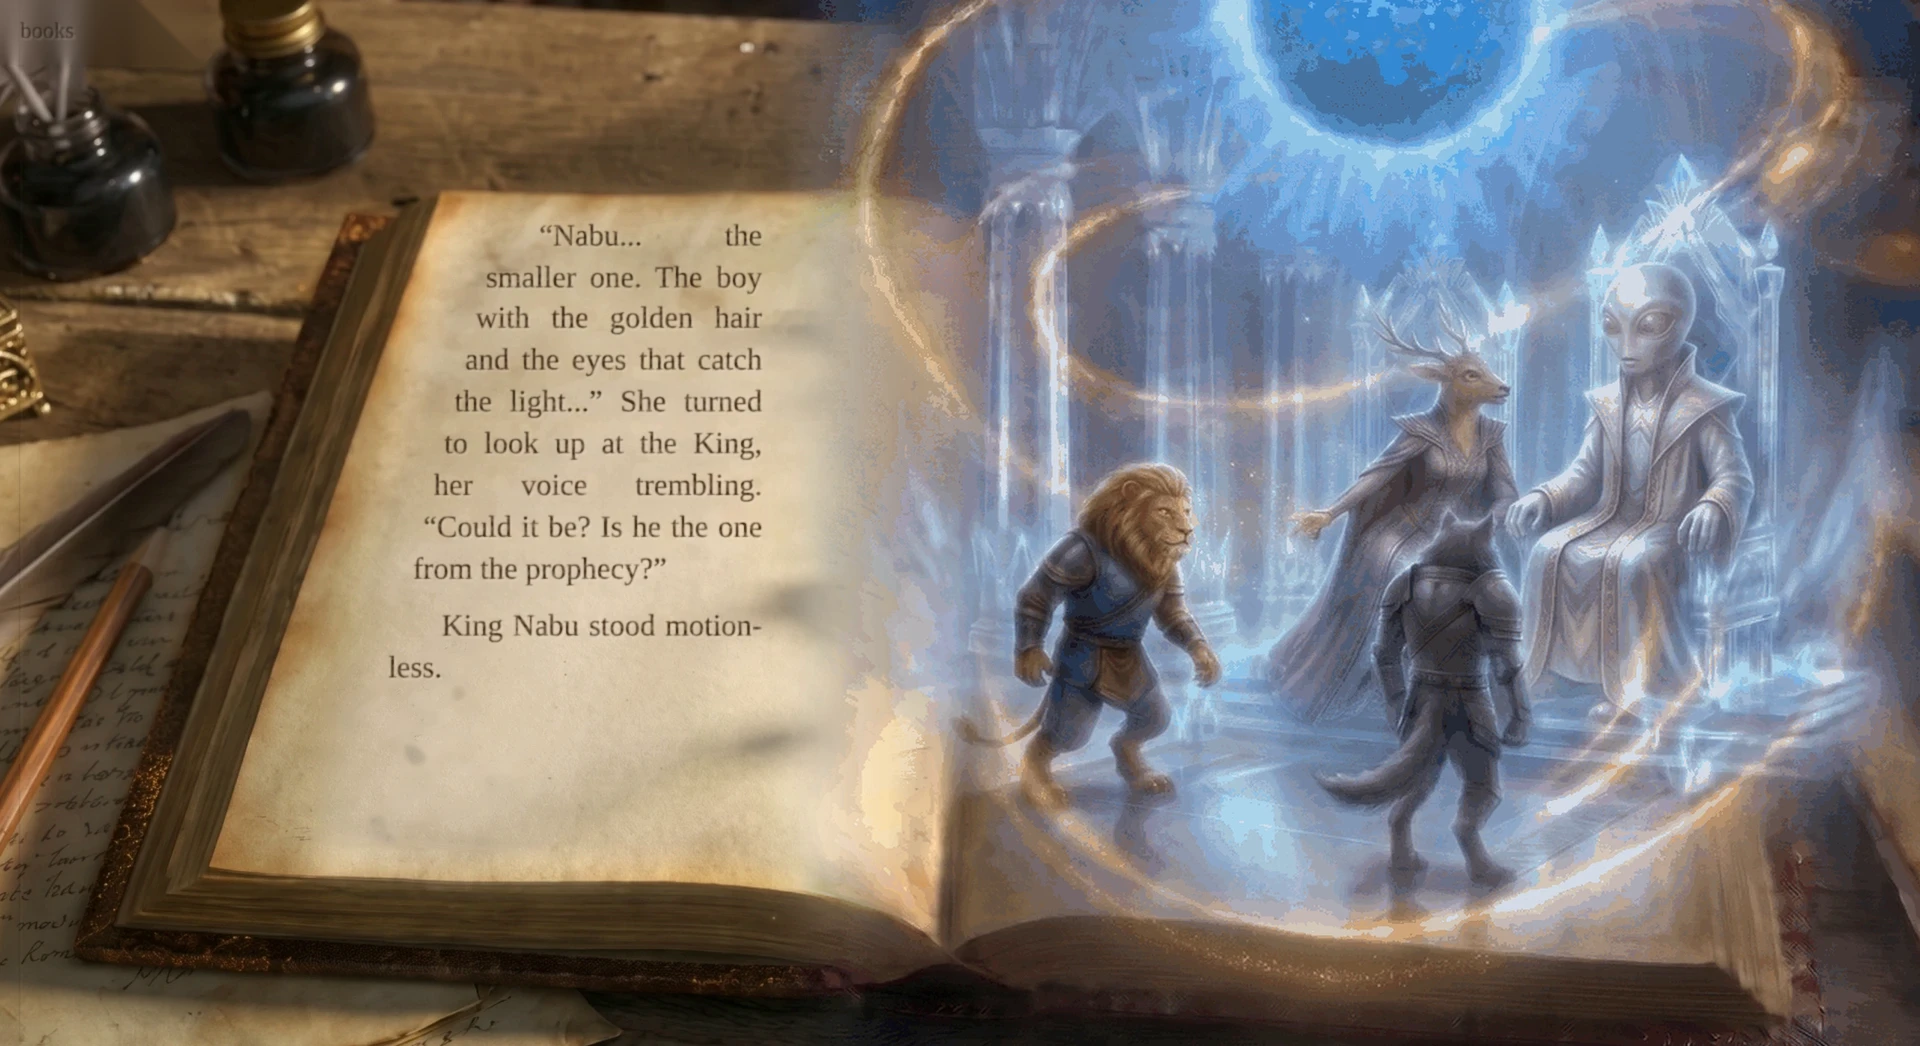 books
“Nabu... the
smaller one. The boy
with the golden hair
and the eyes that catch
the light...” She turned
to look up at the King,
her voice trembling.
“Could it be? Is he the one
from the prophecy?”
King Nabu stood motion-
less.